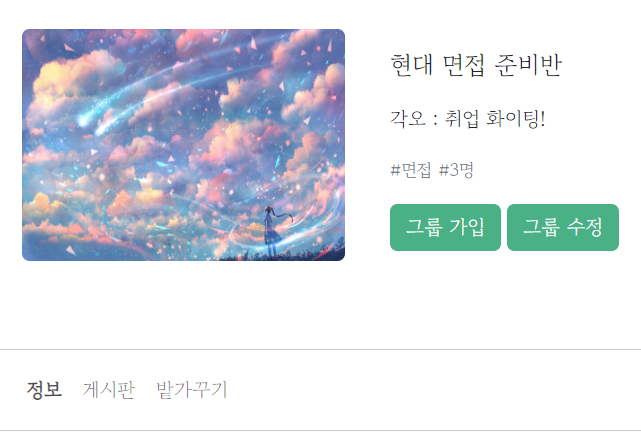 현대 면접 준비반
각오 : 취업 화이팅!
#면접 #3명
그룹 가입 그룹 수정
정보 게시판 밭가꾸기